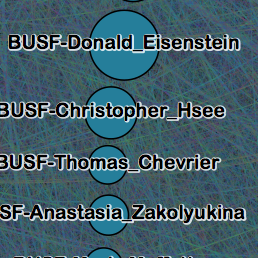 BUSF-Donald_Eisenstein
BUSF-Christopher_Hsee
BUSF-Thomas_Chevrier
SF-Anastasia_Zakolyukina